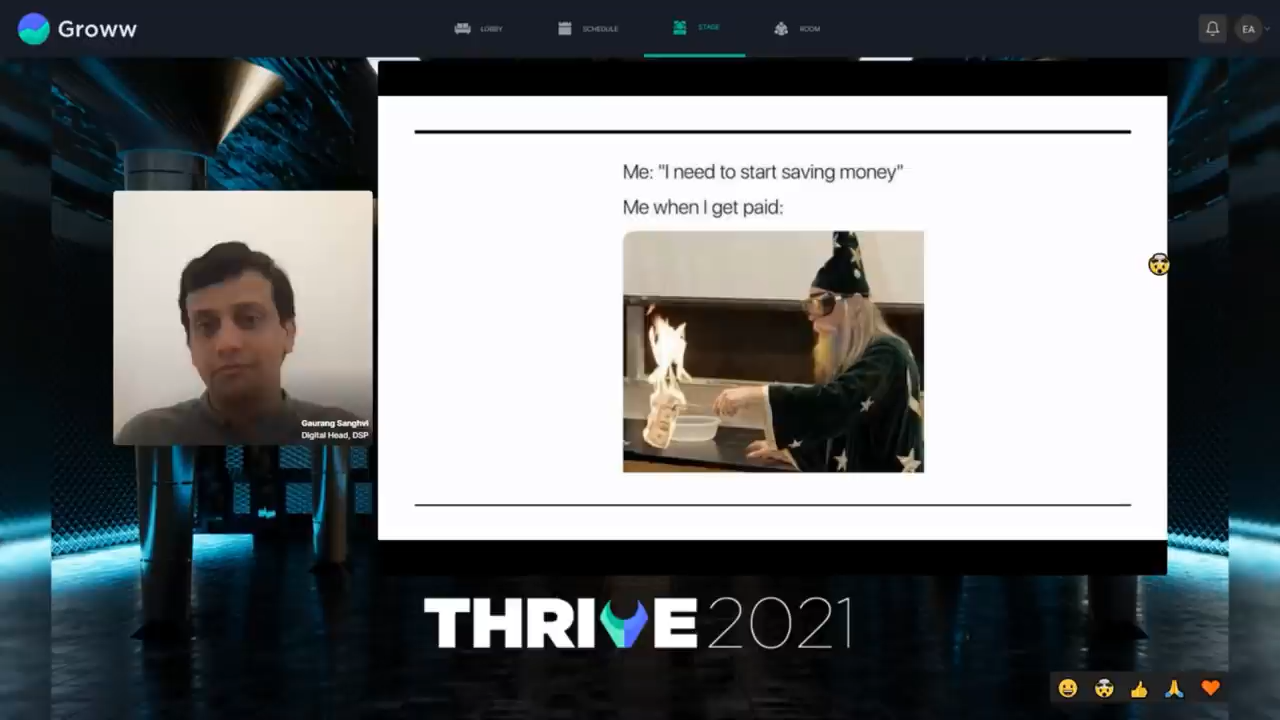 Groww
LOBBY
SCHEDULE
STAGE
ROOM
EA
Me: "I need to start saving money"
Me when I get paid:
Gaurang Sanghvi
Digital Head, DSP
THRIVE 2021